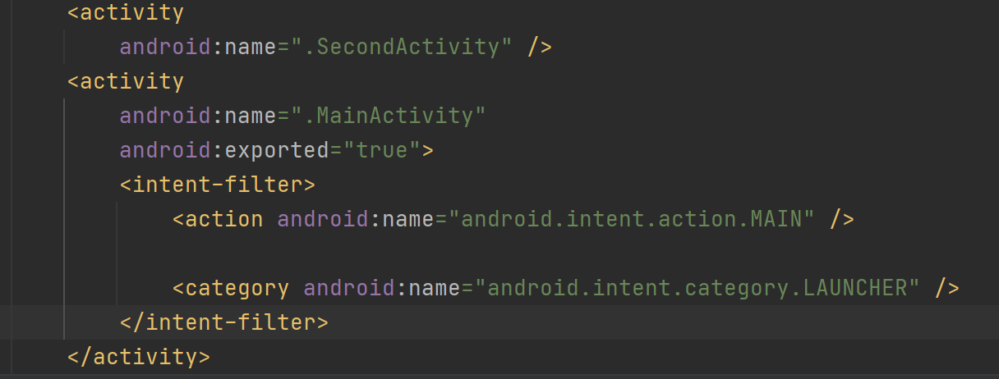 <activity
android:name=".SecondActivity" />
<activity
android:name=".MainActivity"
android:exported="true">
<intent-filter>
<action android:name="android.intent.action.MAIN" />
<category android:name="android.intent.category.LAUNCHER" />
</intent-filter>
</activity>